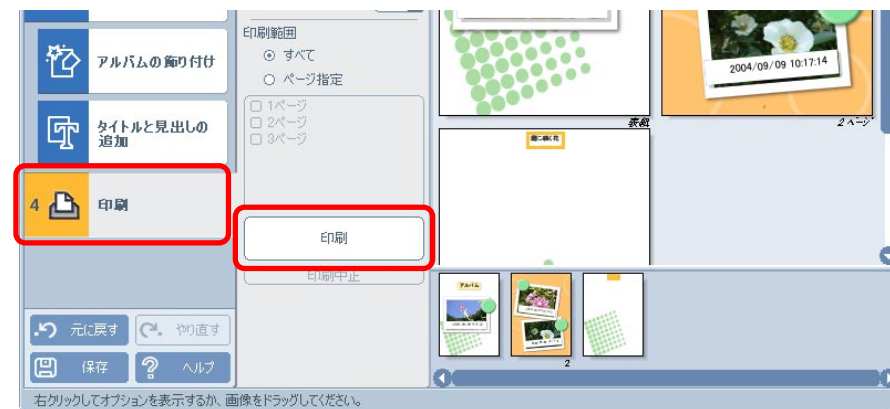 アルバムの飾り付け
タイトルと見出しの
追加
4 印刷
元に戻す
やり直す
保存
ヘルプ
印刷範囲
すべて
ページ指定
1ページ
2ページ
3ページ
印刷
印刷中止
2004/09/09 10:17:14
表紙
2 ページ
アルバム
2
右クリックしてオプションを表示するか、画像をドラッグしてください。